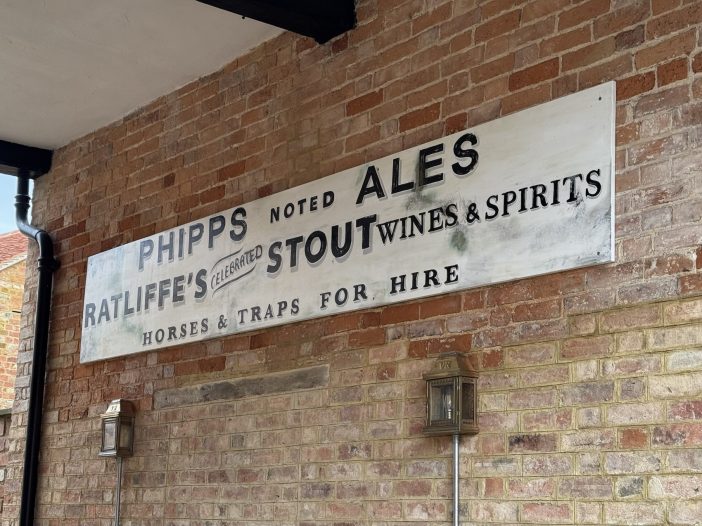 PHIPPS NOTED ALES
RATLIFFE'S CELEBRATED STOUT WINES & SPIRITS
HORSES & TRAPS FOR HIRE